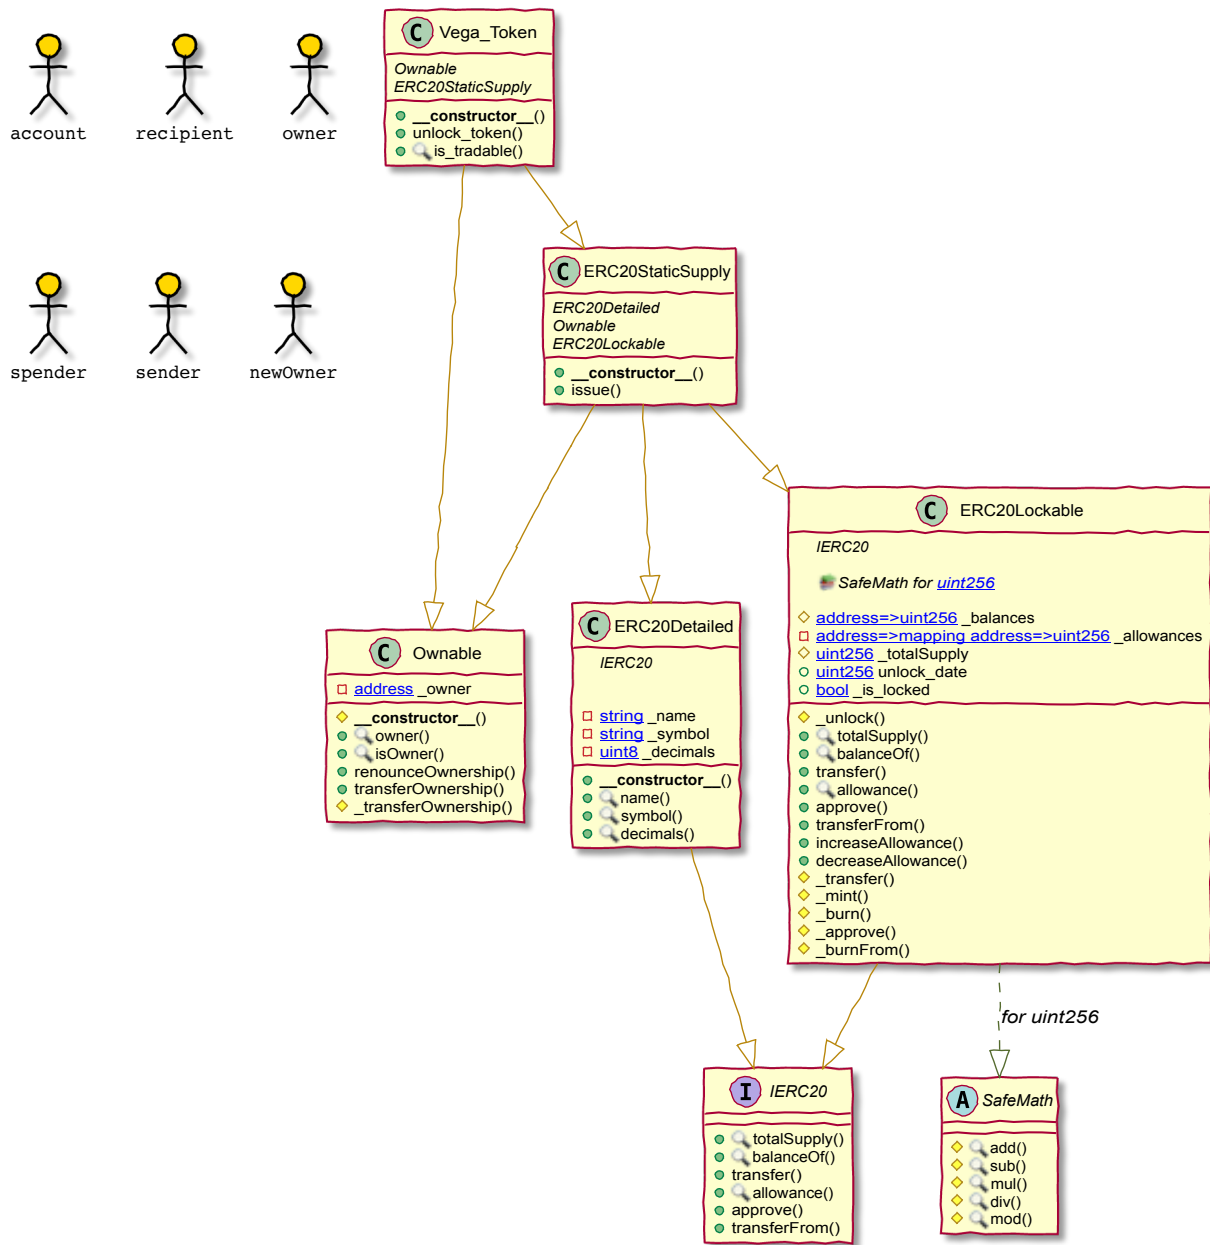 account
recipient
owner
C Vega_Token
Ownable
ERC20StaticSupply
__constructor__()
unlock_token()
is_tradable()
spender
sender
newOwner
C ERC20StaticSupply
ERC20Detailed
Ownable
ERC20Lockable
__constructor__()
issue()
C Ownable
address _owner
__constructor__()
owner()
isOwner()
renounceOwnership()
transferOwnership()
_transferOwnership()
C ERC20Detailed
IERC20
string _name
string _symbol
uint8 _decimals
__constructor__()
name()
symbol()
decimals()
C ERC20Lockable
IERC20
SafeMath for uint256
address=>uint256 _balances
address=>mapping address=>uint256 _allowances
uint256 _totalSupply
uint256 unlock_date
bool _is_locked
_unlock()
totalSupply()
balanceOf()
transfer()
allowance()
approve()
transferFrom()
increaseAllowance()
decreaseAllowance()
_transfer()
_mint()
_burn()
_approve()
_burnFrom()
for uint256
I IERC20
totalSupply()
balanceOf()
transfer()
allowance()
approve()
transferFrom()
A SafeMath
add()
sub()
mul()
div()
mod()